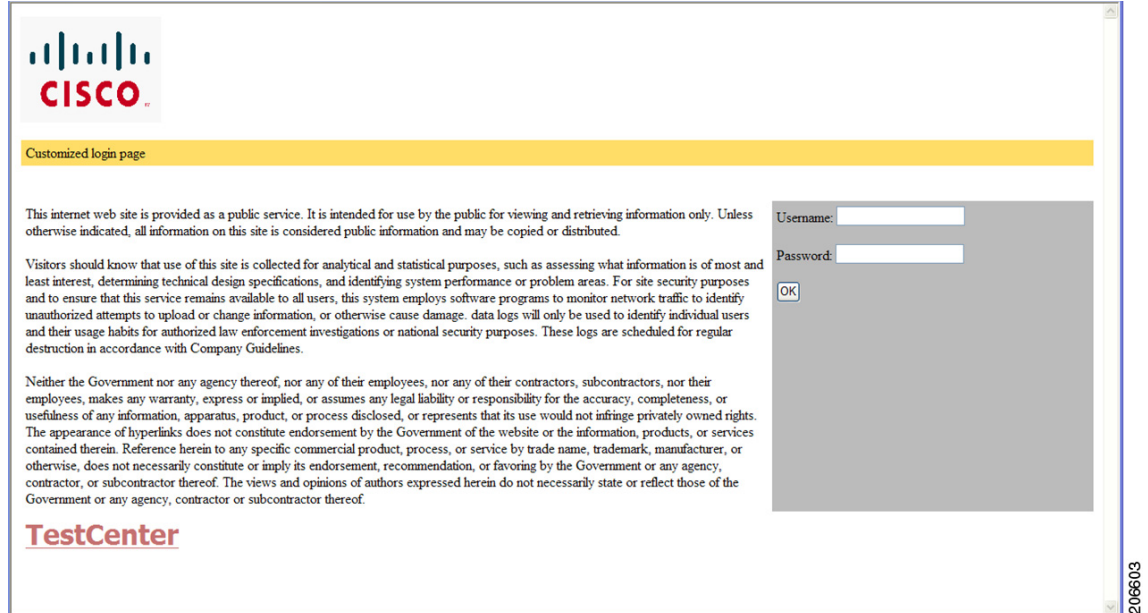 CISCO
Customized login page
This internet web site is provided as a public service. It is intended for use by the public for viewing and retrieving information only. Unless
otherwise indicated, all information on this site is considered public information and may be copied or distributed.
Visitors should know that use of this site is collected for analytical and statistical purposes, such as assessing what information is of most and
least interest, determining technical design specifications, and identifying system performance or problem areas. For site security purposes
and to ensure that this service remains available to all users, this system employs software programs to monitor network traffic to identify
unauthorized attempts to upload or change information, or otherwise cause damage. data logs will only be used to identify individual users
and their usage habits for authorized law enforcement investigations or national security purposes. These logs are scheduled for regular
destruction in accordance with Company Guidelines.
Neither the Government nor any agency thereof, nor any of their employees, nor any of their contractors, subcontractors, nor their
employees, makes any warranty, express or implied, or assumes any legal liability or responsibility for the accuracy, completeness, or
usefulness of any information, apparatus, product, or process disclosed, or represents that its use would not infringe privately owned rights.
The appearance of hyperlinks does not constitute endorsement by the Government of the website or the information, products, or services
contained therein. Reference herein to any specific commercial product, process, or service by trade name, trademark, manufacturer, or
otherwise, does not necessarily constitute or imply its endorsement, recommendation, or favoring by the Government or any agency,
contractor, or subcontractor thereof. The views and opinions of authors expressed herein do not necessarily state or reflect those of the
Government or any agency, contractor or subcontractor thereof.
TestCenter
Username:
Password:
OK
206603